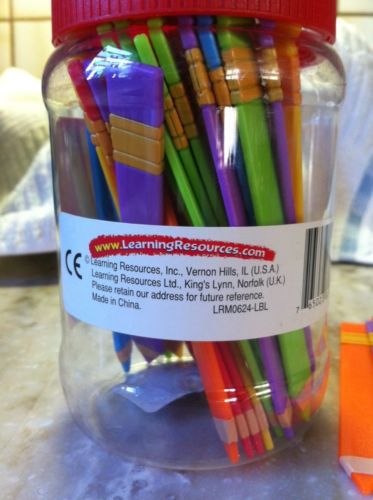 www.LearningResources.com
CE © Learning Resources, Inc., Vernon Hills, IL (U.S.A.)
Learning Resources Ltd., King's Lynn, Norfolk (U.K.)
Please retain our address for future reference.
Made in China. LRM0624-LBL